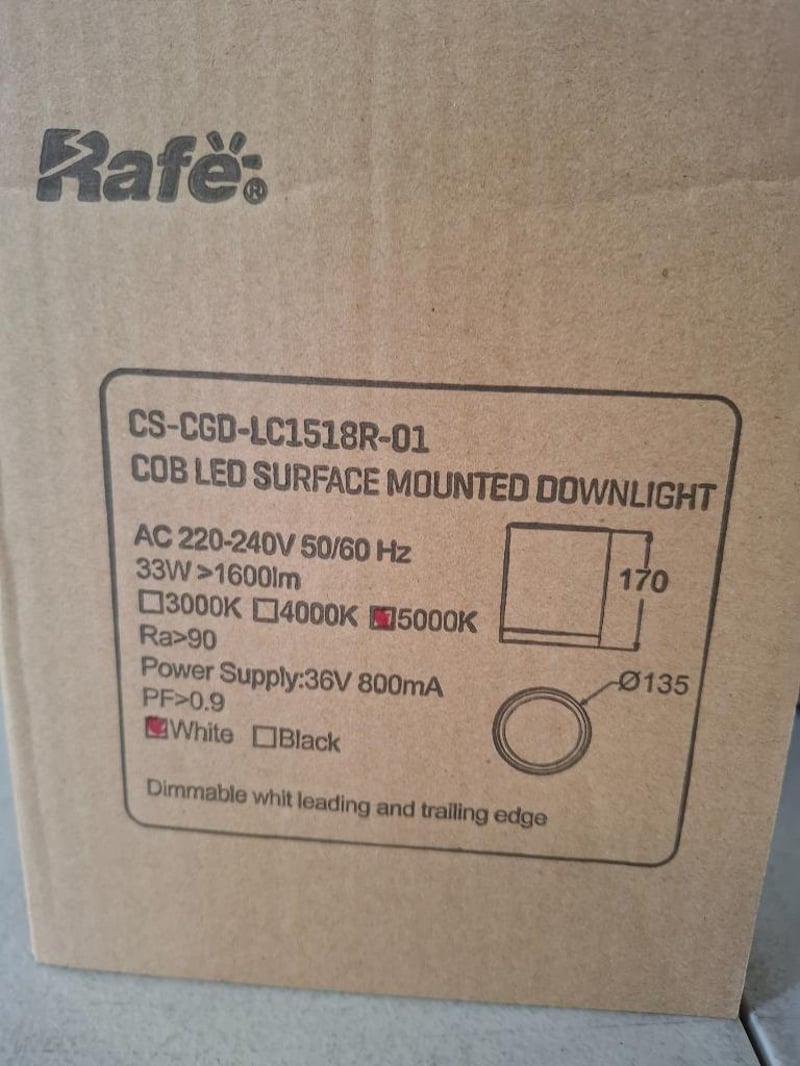 Rafe®
CS-CGD-LC1518R-01
COB LED SURFACE MOUNTED DOWNLIGHT
AC 220-240V 50/60 Hz
33W >1600lm
☐3000K ☐4000K ☑5000K
Ra>90
Power Supply:36V 800mA
PF>0.9
☑White ☐Black
170
Ø135
Dimmable whit leading and trailing edge